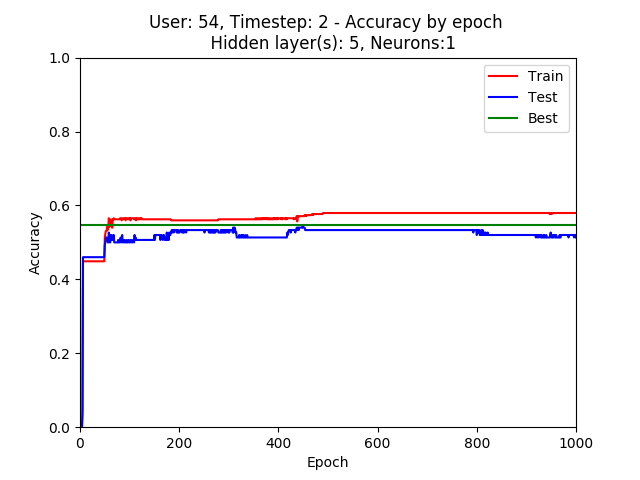 User: 54, Timestep: 2 - Accuracy by epoch
Hidden layer(s): 5, Neurons:1
1.0
0.8
0.6
0.4
0.2
0.0
Accuracy
Train
Test
Best
0 200 400 600 800 1000
Epoch